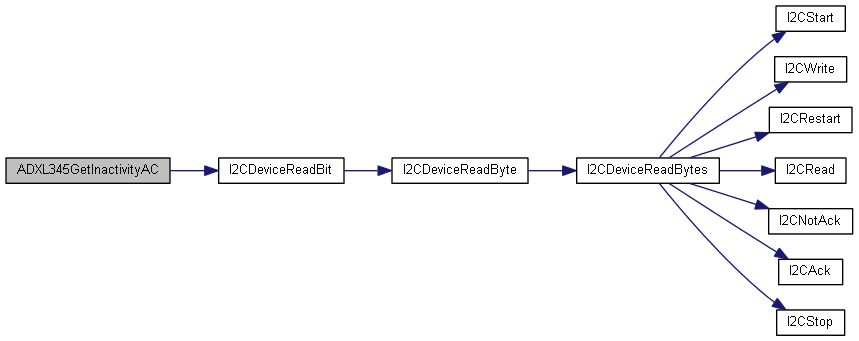 ADXL345GetInactivityAC
I2CDeviceReadBit
I2CDeviceReadByte
I2CDeviceReadBytes
I2CStart
I2CWrite
I2CRestart
I2CRead
I2CNotAck
I2CAck
I2CStop